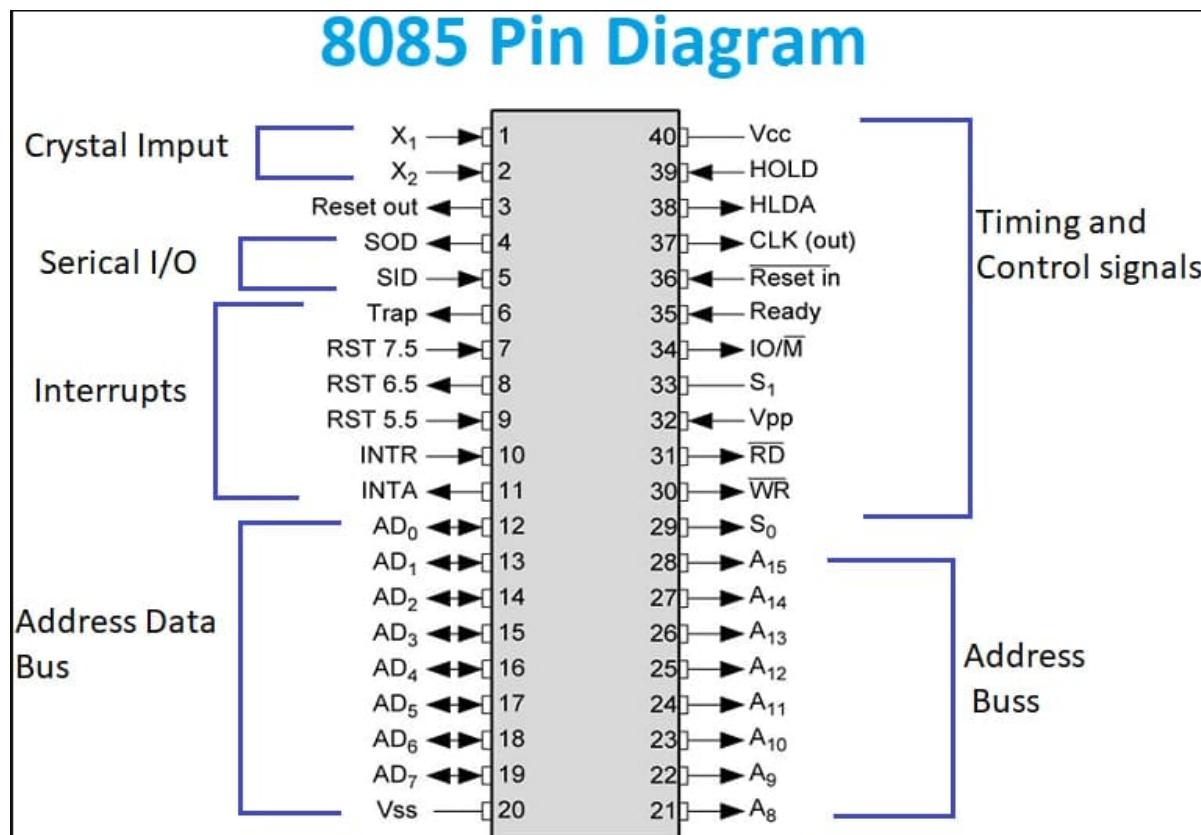 8085 Pin Diagram
Crystal Imput
Serical I/O
Interrupts
Address Data
Bus
X₁ 1
X₂ 2
Reset out 3
SOD 4
SID 5
Trap 6
RST 7.5 7
RST 6.5 8
RST 5.5 9
INTR 10
INTA 11
AD₀ 12
AD₁ 13
AD₂ 14
AD₃ 15
AD₄ 16
AD₅ 17
AD₆ 18
AD₇ 19
Vss 20
40 Vcc
39 HOLD
38 HLDA
37 CLK (out)
36 R̅e̅s̅e̅t̅ i̅n
35 Ready
34 IO/M̅
33 S₁
32 Vpp
31 R̅D̅
30 W̅R̅
29 S₀
28 A₁₅
27 A₁₄
26 A₁₃
25 A₁₂
24 A₁₁
23 A₁₀
22 A₉
21 A₈
Timing and
Control signals
Address
Buss